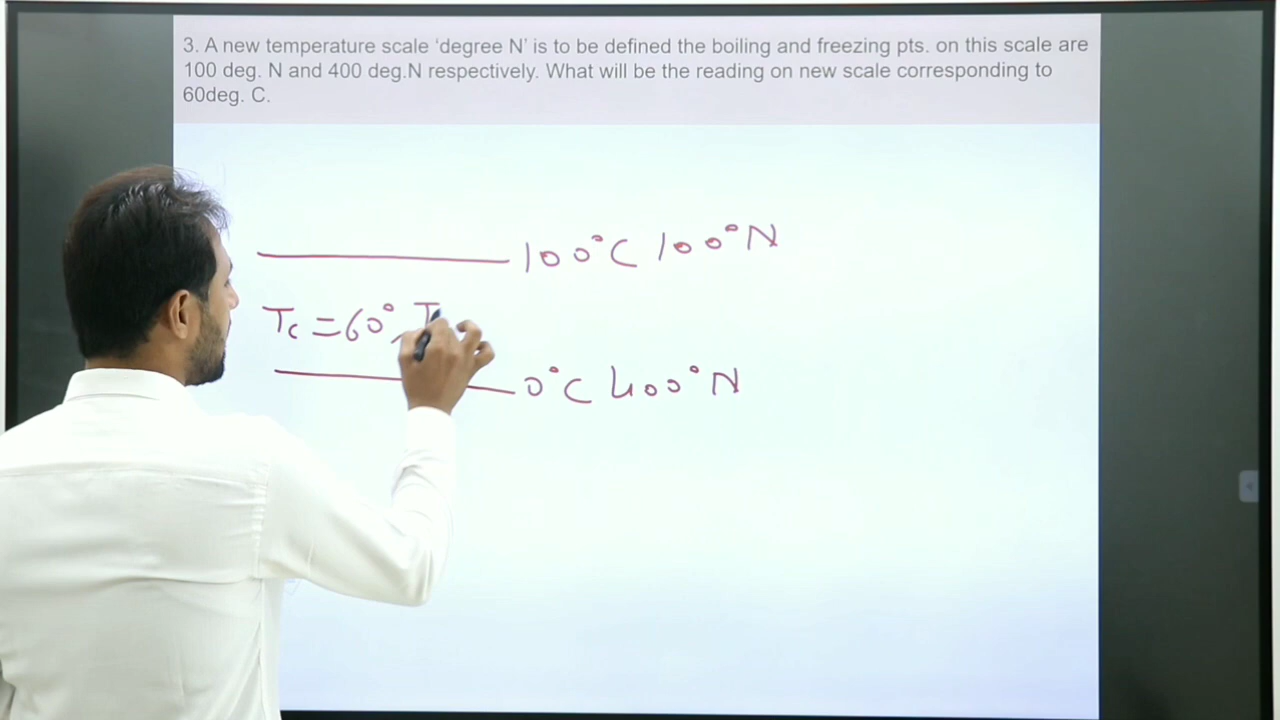 3. A new temperature scale ‘degree N’ is to be defined the boiling and freezing pts. on this scale are
100 deg. N and 400 deg.N respectively. What will be the reading on new scale corresponding to
60deg. C.
100°C 100°N
Tc = 60°, T
0°C 400°N